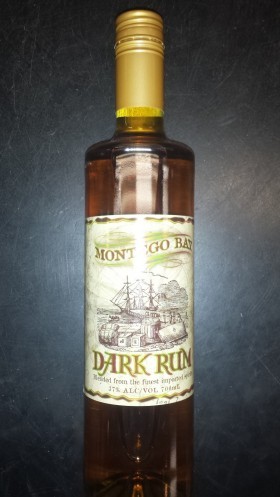 MONTEGO BAY
DARK RUM
Blended from the finest imported
37% ALC/VOL 700mL